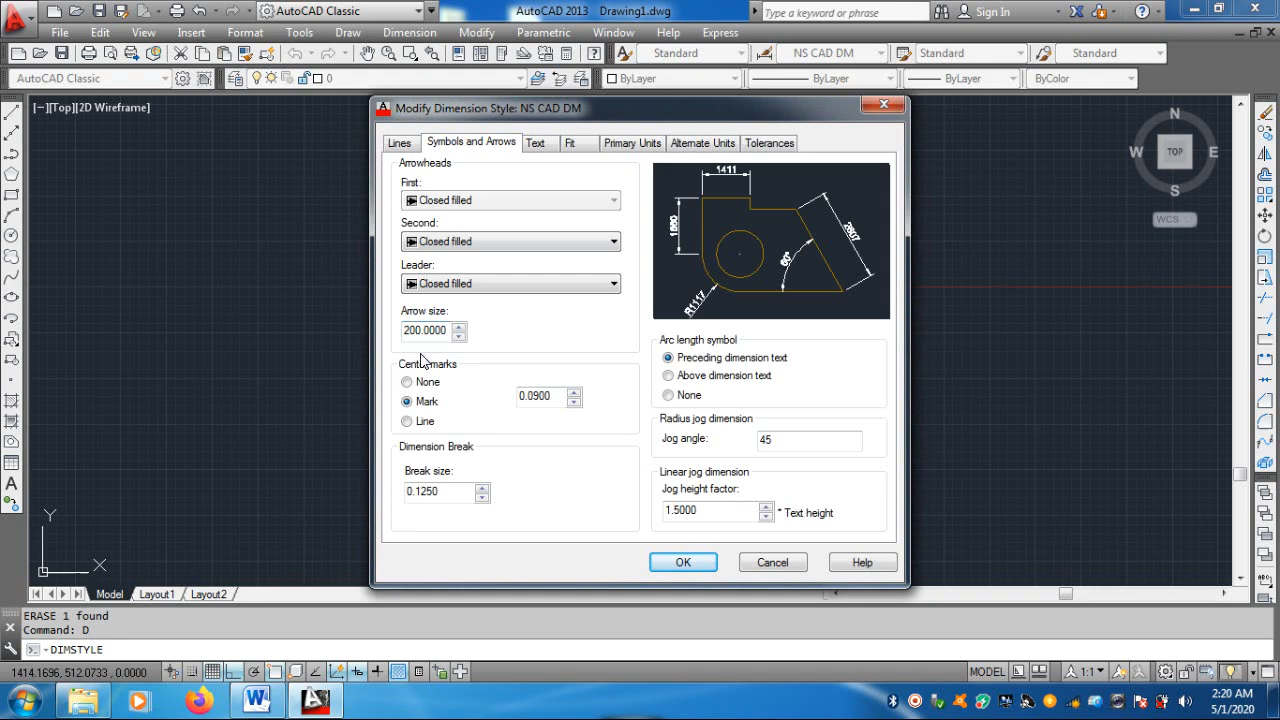 AutoCAD Classic
AutoCAD 2013 Drawing1.dwg
Type a keyword or phrase
Sign In
File Edit View Insert Format Tools Draw Dimension Modify Parametric Window Help Express
Standard NS CAD DM Standard Standard
AutoCAD Classic 0 ByLayer ByLayer ByLayer ByColor
[−][Top][2D Wireframe]
N
W TOP E
S
WCS
Modify Dimension Style: NS CAD DM
Lines Symbols and Arrows Text Fit Primary Units Alternate Units Tolerances
Arrowheads
First:
Closed filled
Second:
Closed filled
Leader:
Closed filled
Arrow size:
200.0000
Center marks
None
Mark
0.0900
Line
Dimension Break
Break size:
0.1250
1411
60°
R1117
Arc length symbol
Preceding dimension text
Above dimension text
None
Radius jog dimension
Jog angle: 45
Linear jog dimension
Jog height factor:
1.5000 * Text height
OK Cancel Help
Y
X
Model Layout1 Layout2
ERASE 1 found
Command: D
DIMSTYLE
1414.1696, 512.0733, 0.0000
MODEL
1:1
2:20 AM
5/1/2020